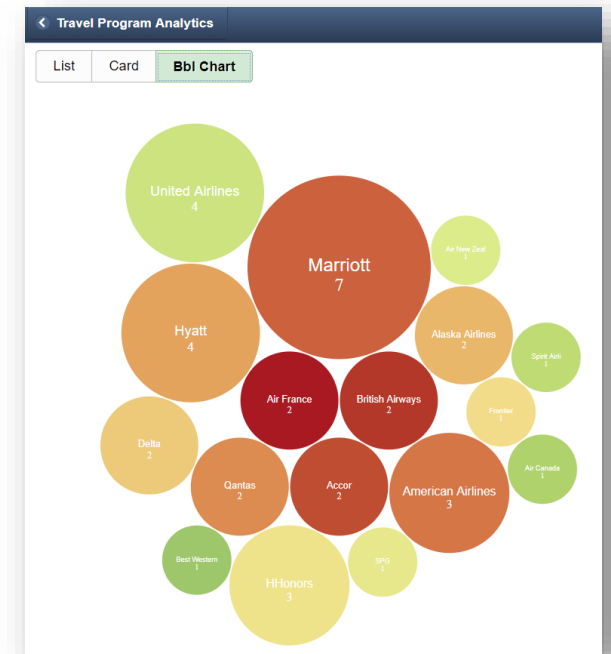 Travel Program Analytics
List
Card
Bbl Chart
United Airlines
4
Marriott
7
Air New Zeal
1
Hyatt
4
Alaska Airlines
2
Spirit Airli
1
Air France
2
British Airways
2
Frontier
1
Delta
2
Qantas
2
Accor
2
American Airlines
3
Air Canada
1
Best Western
1
HHonors
3
SPG
1